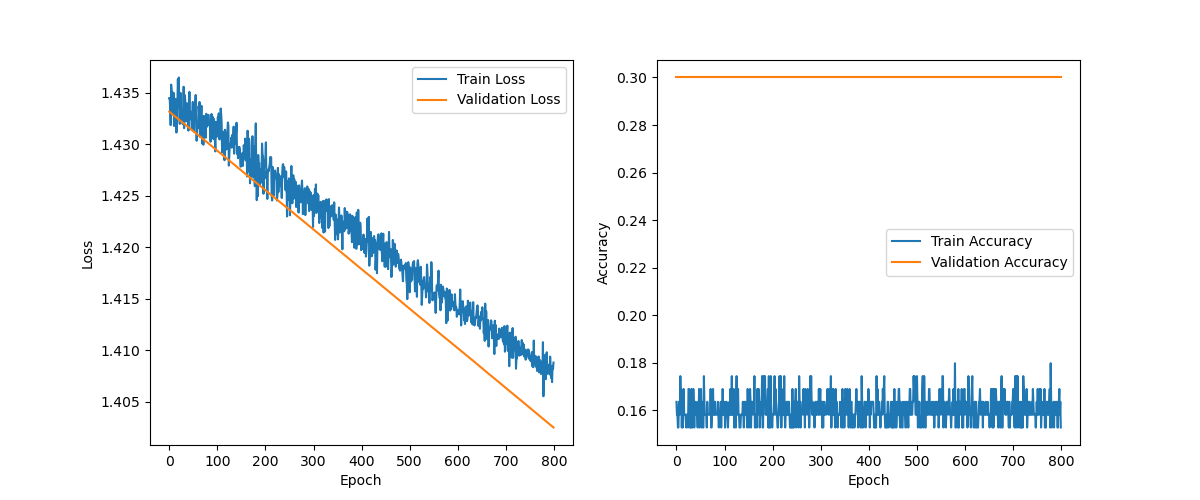 Train Loss
Validation Loss
1.435
1.430
1.425
1.420
1.415
1.410
1.405
Loss
0 100 200 300 400 500 600 700 800
Epoch
0.30
0.28
0.26
0.24
0.22
0.20
0.18
0.16
Accuracy
Train Accuracy
Validation Accuracy
0 100 200 300 400 500 600 700 800
Epoch